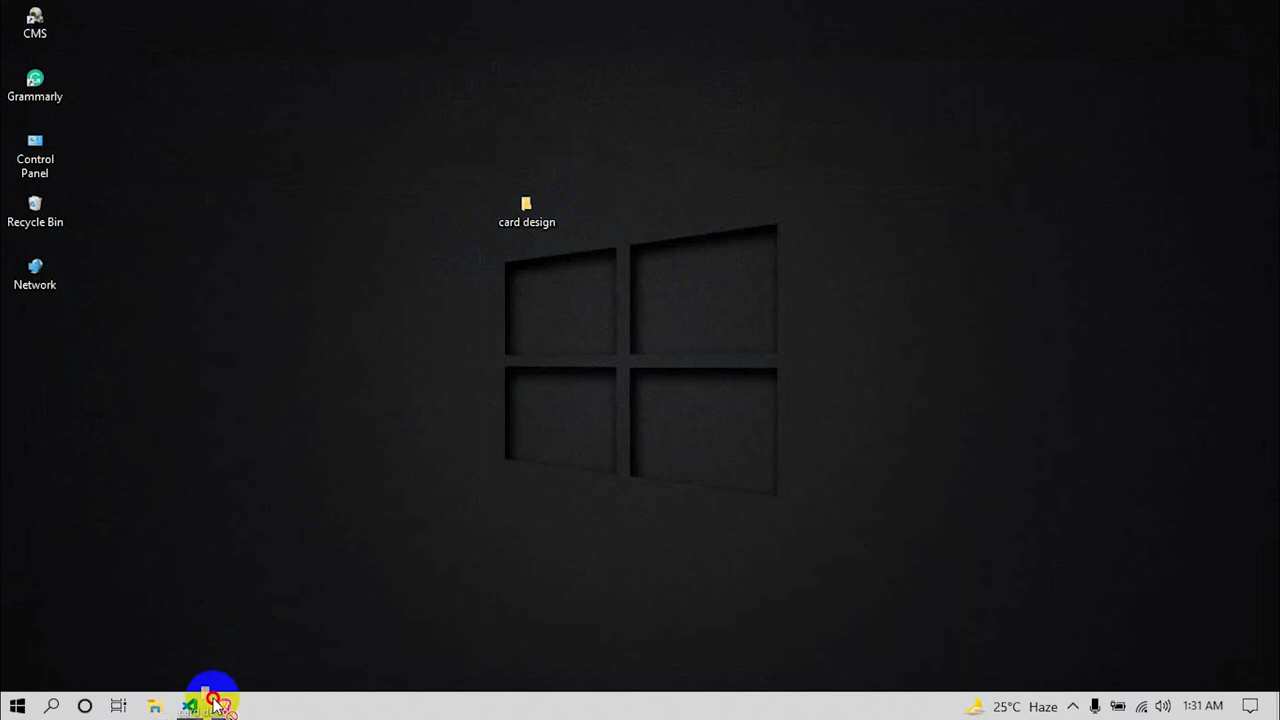 CMS
Grammarly
Control
Panel
Recycle Bin
Network
card design
25°C Haze
1:31 AM